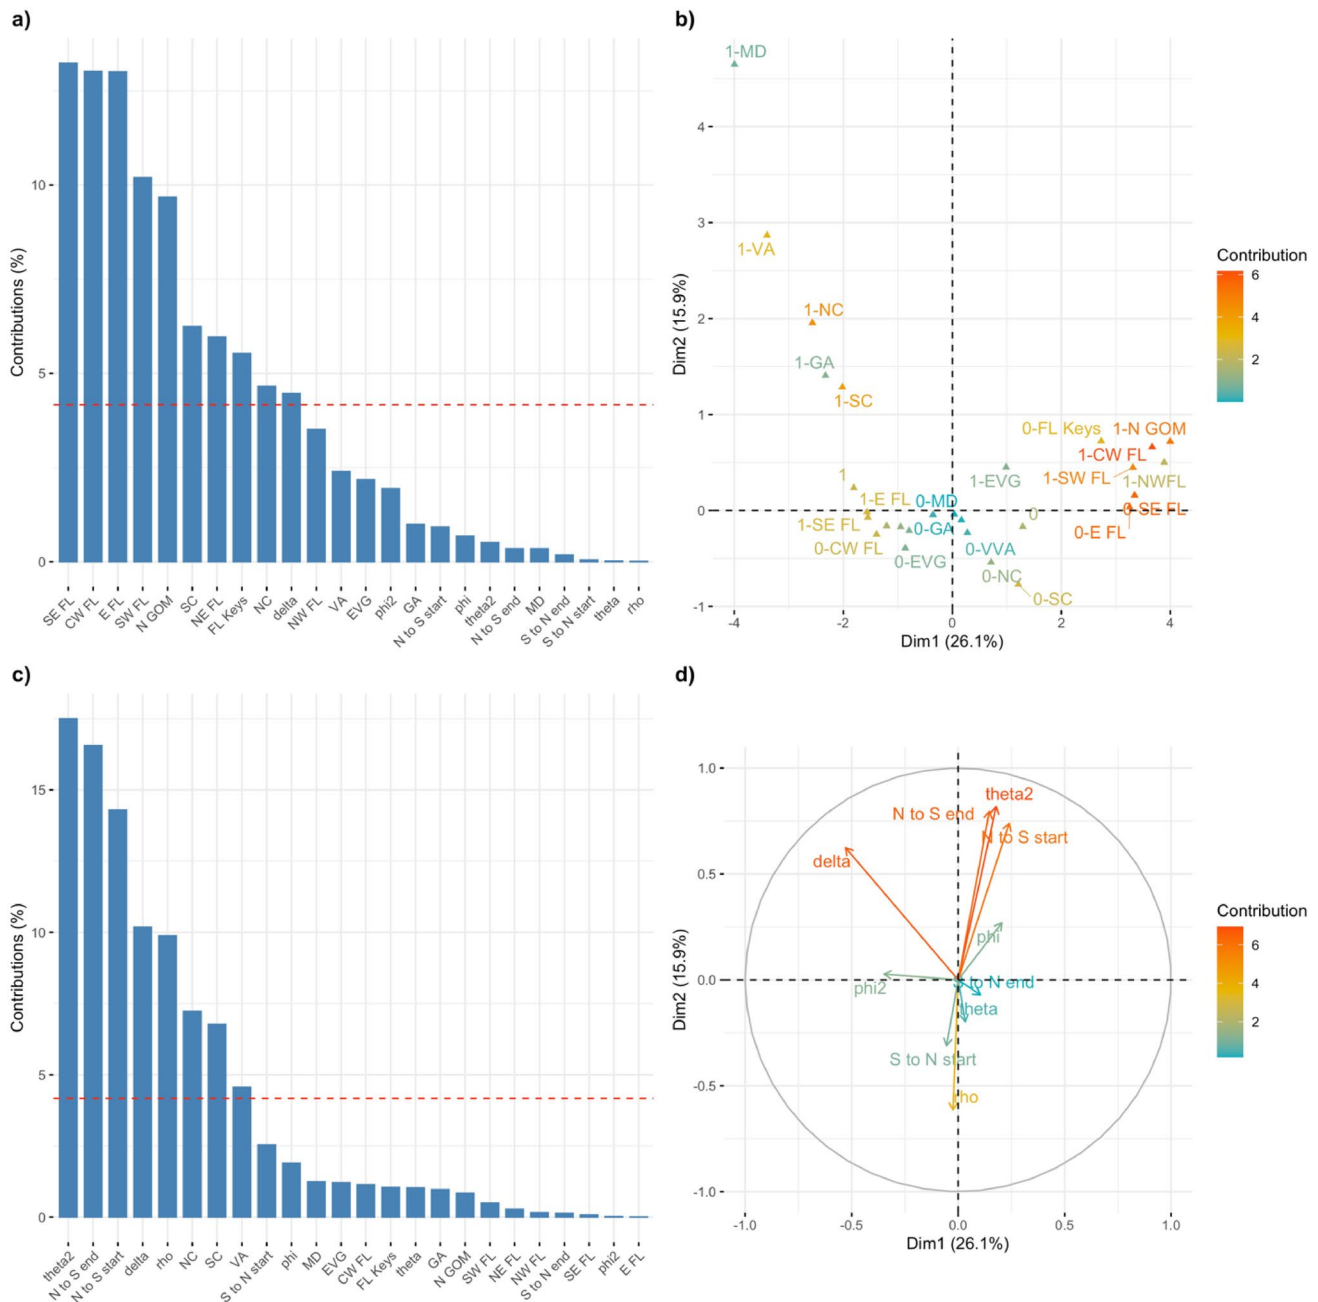 a)
Contributions (%)
10
5
0
SE FL
CW FL
E FL
SW FL
N GOM
SC
NE FL
FL Keys
NC
delta
NW FL
VA
EVG
phi2
GA
N to S start
phi
theta2
N to S end
MD
S to N end
S to N start
theta
rho
b)
Dim2 (15.9%)
4
3
2
1
0
-1
1-MD
1-VA
1-NC
1-GA
1-SC
0-FL Keys
1-N GOM
1-CW FL
1-SW FL
1-NWFL
1-EVG
1
1-E FL
0-MD
0
0-SE FL
1-SE FL
0-GA
0-E FL
0-CW FL
0-EVG
0-VVA
0-NC
0-SC
-4
-2
0
2
4
Dim1 (26.1%)
Contribution
6
4
2
c)
Contributions (%)
15
10
5
0
theta2
N to S end
N to S start
delta
rho
NC
SC
VA
S to N start
phi
MD
EVG
CW FL
FL Keys
theta
GA
N GOM
SW FL
NE FL
NW FL
S to N end
SE FL
phi2
E FL
d)
Dim2 (15.9%)
1.0
0.5
0.0
-0.5
-1.0
theta2
N to S end
N to S start
delta
phi
S to N end
phi2
theta
S to N start
rho
-1.0
-0.5
0.0
0.5
1.0
Dim1 (26.1%)
Contribution
6
4
2